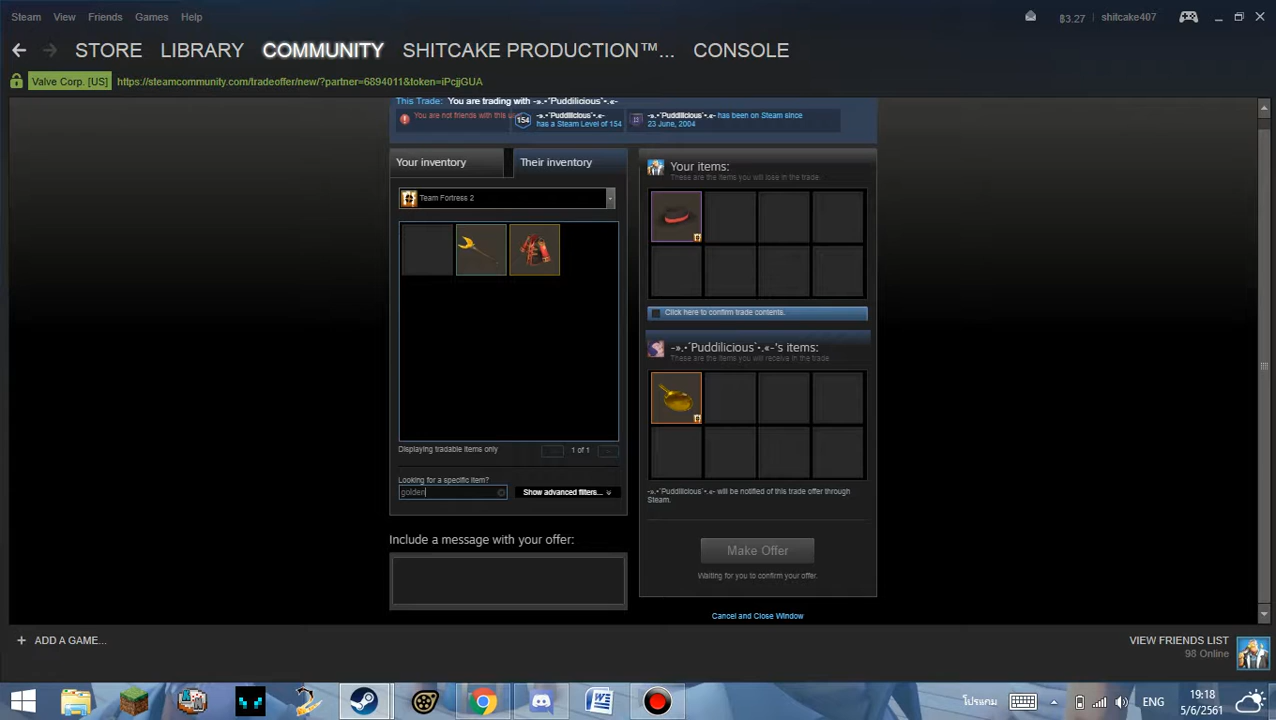 Steam View Friends Games Help
฿3.27 shitcake407
STORE LIBRARY COMMUNITY SHITCAKE PRODUCTION™... CONSOLE
Valve Corp. [US] https://steamcommunity.com/tradeoffer/new/?partner=6894011&token=iPcjjGUA
This Trade: You are trading with -».•´Puddilicious`•.«-
You are not friends with this us
154
-».•´Puddilicious`•.«-
has a Steam Level of 154
-».•´Puddilicious`•.«- has been on Steam since
23 June, 2004
Your inventory
Their inventory
Team Fortress 2
Displaying tradable items only
1 of 1
Looking for a specific item?
golden
Show advanced filters...
Include a message with your offer:
Your items:
These are the items you will lose in the trade.
Click here to confirm trade contents.
-».•´Puddilicious`•.«-'s items:
These are the items you will receive in the trade.
-».•´Puddilicious`•.«- will be notified of this trade offer through
Steam.
Make Offer
Waiting for you to confirm your offer.
Cancel and Close Window
+ ADD A GAME...
VIEW FRIENDS LIST
98 Online
โปรแกรม
ENG
19:18
5/6/2561